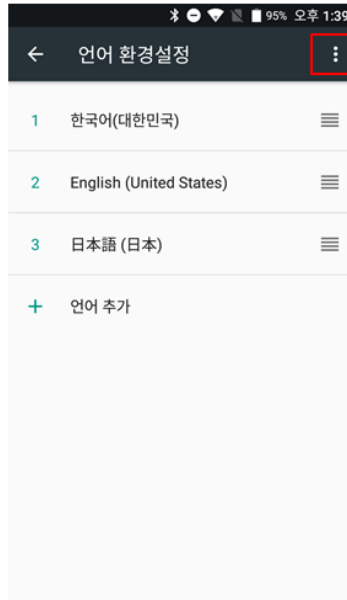 95% 오후 1:39
언어 환경설정
1 한국어(대한민국)
2 English (United States)
3 日本語 (日本)
+ 언어 추가